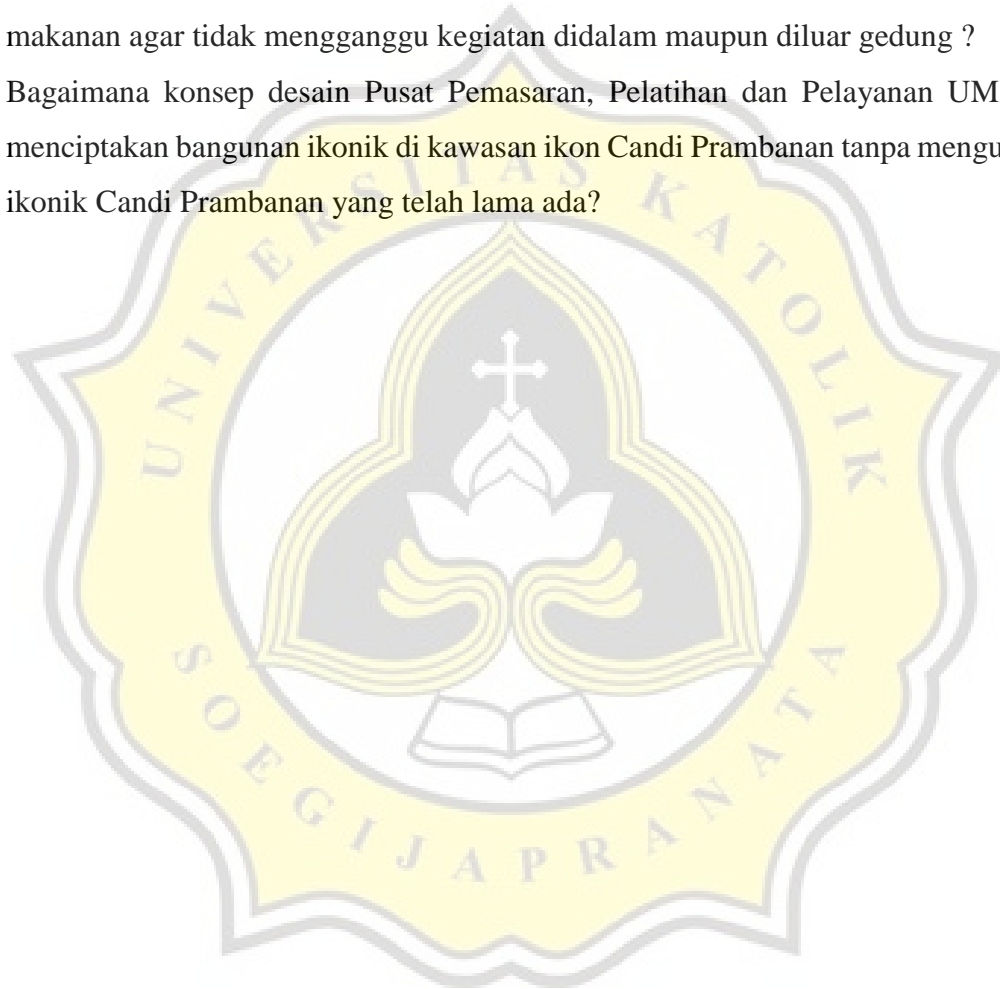 makanan agar tidak mengganggu kegiatan didalam maupun diluar gedung ?
Bagaimana konsep desain Pusat Pemasaran, Pelatihan dan Pelayanan UM
menciptakan bangunan ikonik di kawasan ikon Candi Prambanan tanpa mengu
ikonik Candi Prambanan yang telah lama ada?
UNIVERSITAS KATOLIK
SOEGIJAPRANATA